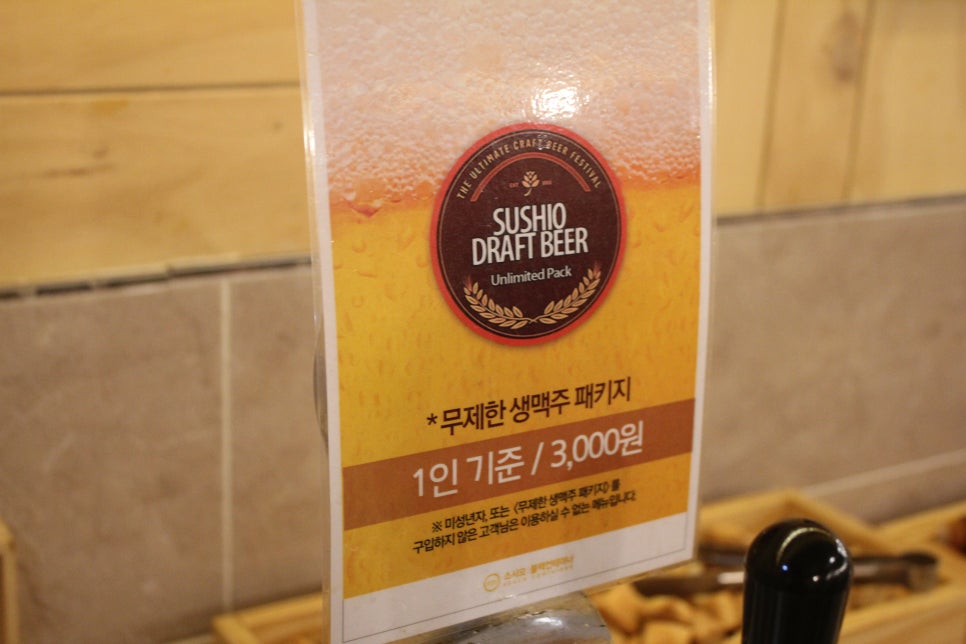 THE ULTIMATE CRAFT BEER FESTIVAL
SUSHIO
DRAFT BEER
Unlimited Pack
*무제한 생맥주 패키지
1인 기준 / 3,000원
※ 미성년자, 또는 <무제한 생맥주 패키지>를
구입하지 않은 고객님은 이용하실 수 없는 메뉴입니다.